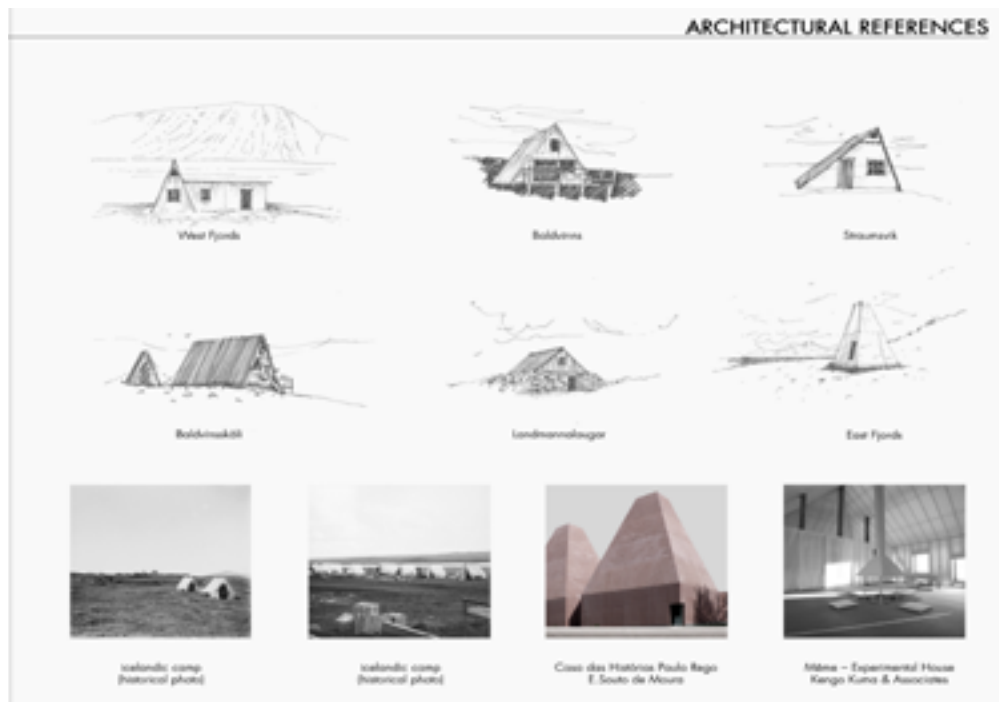 ARCHITECTURAL REFERENCES
West Fjords
Baldvins
Straumsvik
Baldvinsskáli
Landmannalaugar
East Fjords
icelandic camp
(historical photo)
icelandic camp
(historical photo)
Casa das Histórias Paula Rego
E.Souto de Moura
Même – Experimental House
Kengo Kuma & Associates